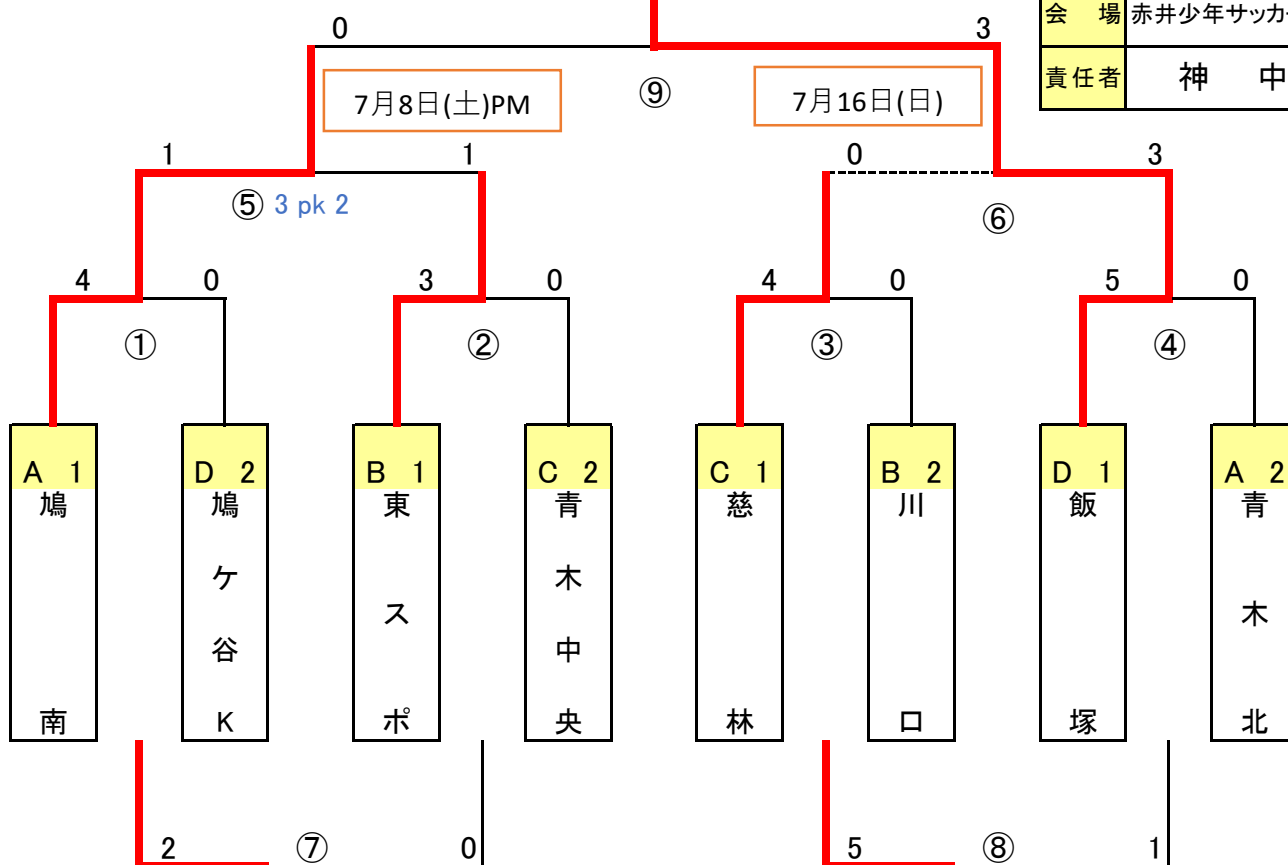 0 3
会 場 赤井少年サッカ
責任者 神 中
7月8日(土)PM ⑨ 7月16日(日)
1 1 0 3
⑤ 3 pk 2 ⑥
4 0 3 0 4 0 5 0
① ② ③ ④
A 1 D 2 B 1 C 2 C 1 B 2 D 1 A 2
鳩南 鳩ケ谷K 東スポ 青木中央 慈林 川口 飯塚 青木北
2 ⑦ 0 5 ⑧ 1